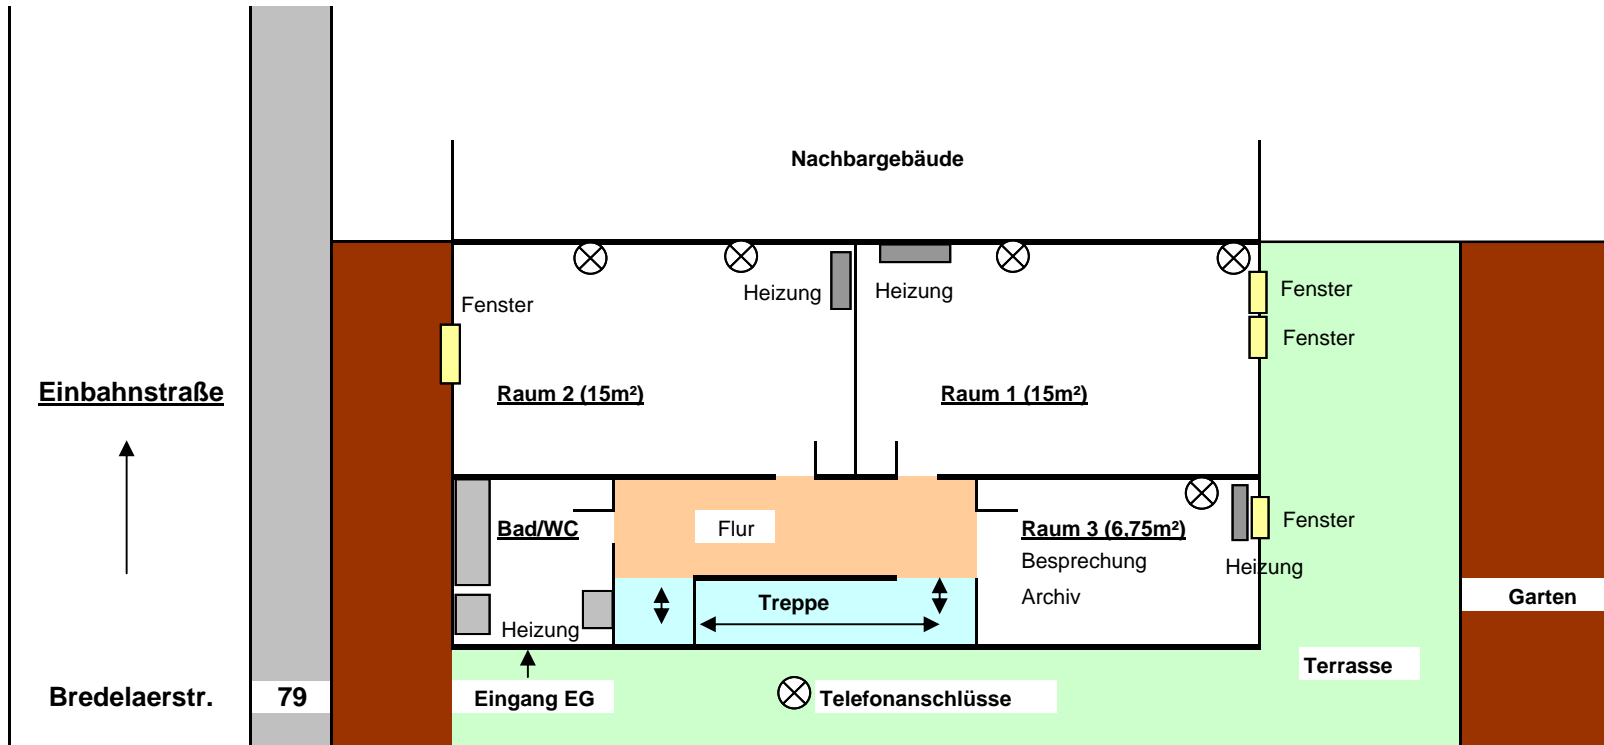 Nachbargebäude
Fenster
Heizung
Heizung
Fenster
Fenster
Einbahnstraße
Raum 2 (15m²)
Raum 1 (15m²)
Bad/WC
Flur
Raum 3 (6,75m²)
Fenster
Besprechung
Heizung
Archiv
Treppe
Garten
Heizung
Terrasse
Bredelaerstr.
79
Eingang EG
Telefonanschlüsse